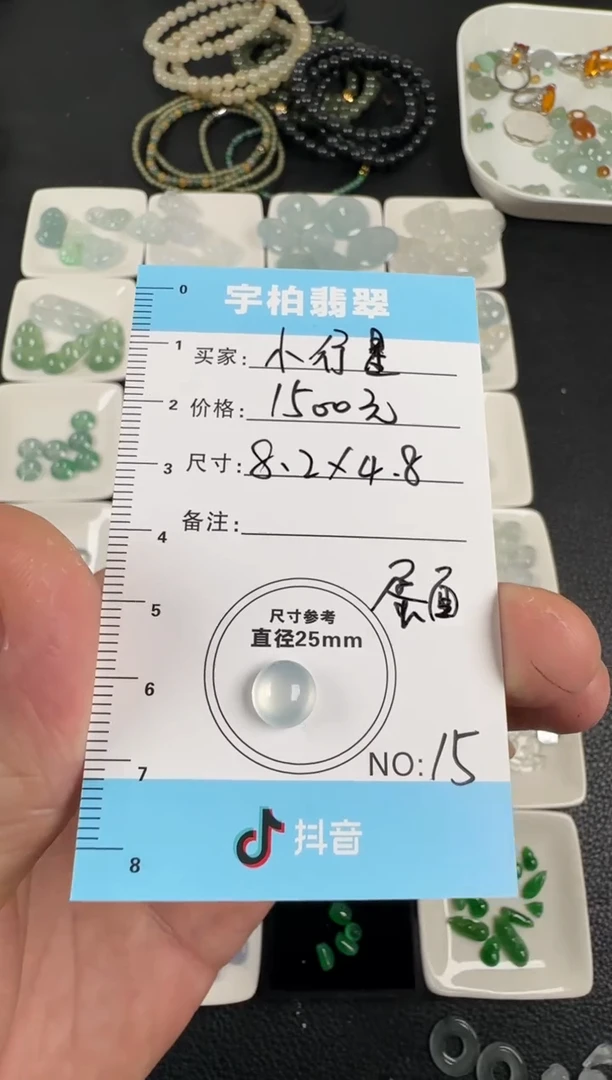 宇柏翡翠
0
1
买家: 小行星
2
价格: 1500元
3
尺寸: 8.2×4.8
4
备注:
蛋面
5
尺寸参考
直径25mm
6
NO: 15
7
抖音
8